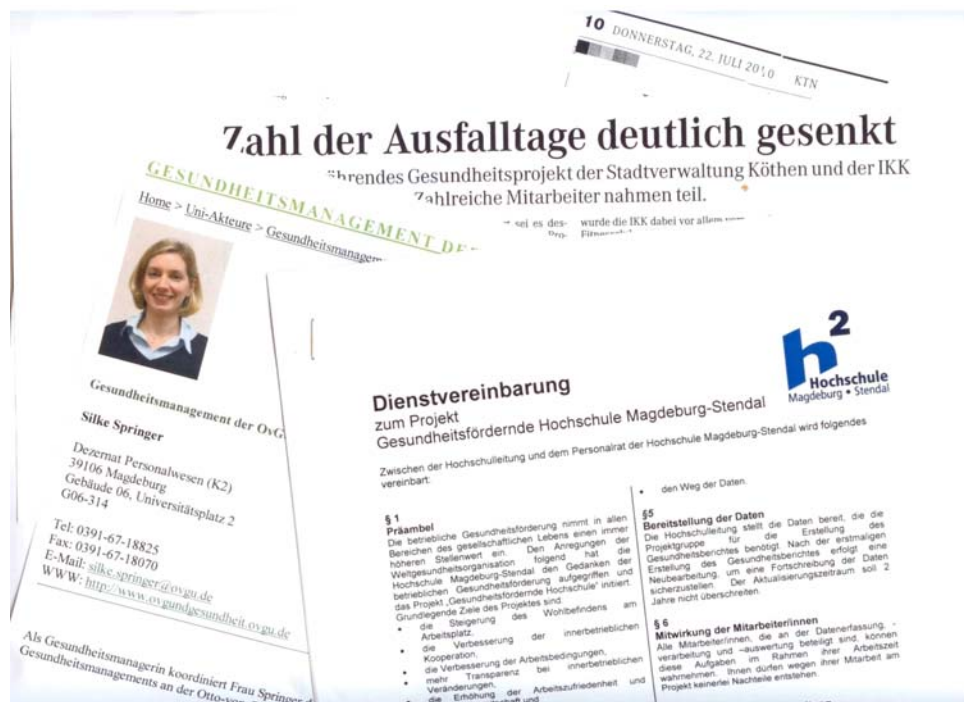 10 DONNERSTAG, 22. JULI 2010 KTN
Zahl der Ausfalltage deutlich gesenkt
Gesundheitsprojekt der Stadtverwaltung Köthen und der IKK
Zahlreiche Mitarbeiter nahmen teil.
sei es des-
wurde die IKK dabei vor allem
GESUNDHEITSMANAGEMENT
Home > Uni-Akteure > Gesundheitsmanagem
Gesundheitsmanagement der OvG
Silke Springer
Dezernat Personalwesen (K2)
39106 Magdeburg
Gebäude 06, Universitätsplatz 2
G06-314
Tel: 0391-67-18825
Fax: 0391-67-18070
E-Mail: silke.springer@ovgu.de
WWW: http://www.ovgundgesundheit.ovgu.de
Als Gesundheitsmanagerin koordiniert Frau Springer
Gesundheitsmanagements an der
h2
Hochschule
Magdeburg • Stendal
Dienstvereinbarung
zum Projekt
Gesundheitsfördernde Hochschule Magdeburg-Stendal
Zwischen der Hochschulleitung und dem Personalrat der Hochschule Magdeburg-Stendal wird folgendes
vereinbart:
§ 1
Präambel
Die betriebliche Gesundheitsförderung nimmt in allen
Bereichen des gesellschaftlichen Lebens einen immer
höheren Stellenwert ein. Den Anregungen der
Weltgesundheitsorganisation folgend hat die
Hochschule Magdeburg-Stendal den Gedanken der
betrieblichen Gesundheitsförderung aufgegriffen und
das Projekt „Gesundheitsfördernde Hochschule" initiiert.
Grundlegende Ziele des Projektes sind:
• die Steigerung des Wohlbefindens am
Arbeitsplatz,
• die Verbesserung der innerbetrieblichen
Kooperation,
• die Verbesserung der Arbeitsbedingungen,
• mehr Transparenz bei innerbetrieblichen
Veränderungen,
• die Erhöhung der Arbeitszufriedenheit und
• den Weg der Daten.
§5
Bereitstellung der Daten
Die Hochschulleitung stellt die Daten bereit, die die
Projektgruppe für die Erstellung des
Gesundheitsberichtes benötigt. Nach der erstmaligen
Erstellung des Gesundheitsberichtes erfolgt eine
Neubearbeitung, um eine Fortschreibung der Daten
sicherzustellen. Der Aktualisierungszeitraum soll 2
Jahre nicht überschreiten.
§ 6
Mitwirkung der Mitarbeiter/innen
Alle Mitarbeiter/innen, die an der Datenerfassung, -
verarbeitung und –auswertung beteiligt sind, können
diese Aufgaben im Rahmen ihrer Arbeitszeit
wahrnehmen. Ihnen dürfen wegen ihrer Mitarbeit am
Projekt keinerlei Nachteile entstehen.